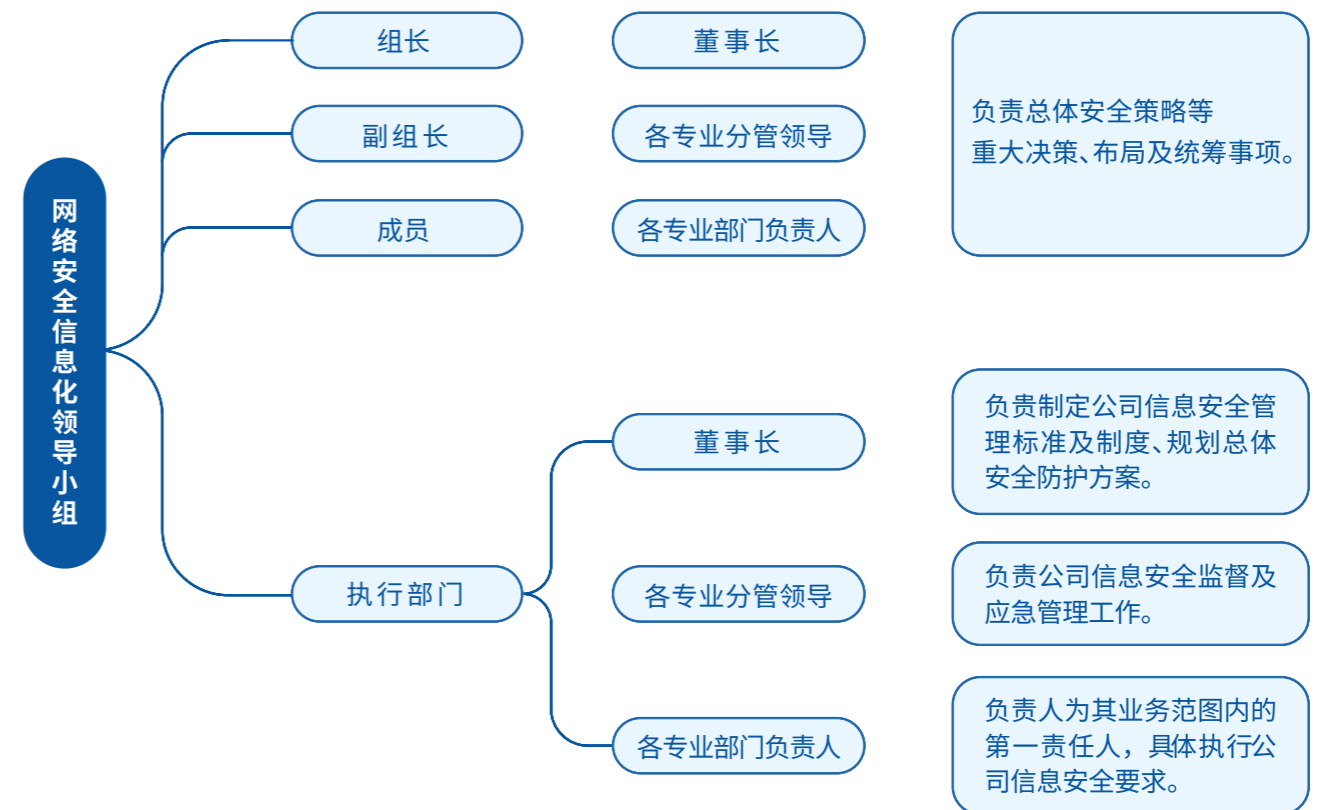 网络安全信息化领导小组
组长
董事长
副组长
各专业分管领导
成员
各专业部门负责人
负责总体安全策略等
重大决策、布局及统筹事项。
执行部门
董事长
负贵制定公司信息安全管
理标准及制度、规划总体
安全防护方案。
各专业分管领导
负责公司信息安全监督及
应急管理工作。
各专业部门负责人
负责人为其业务范图内的
第一责任人，具体执行公
司信息安全要求。